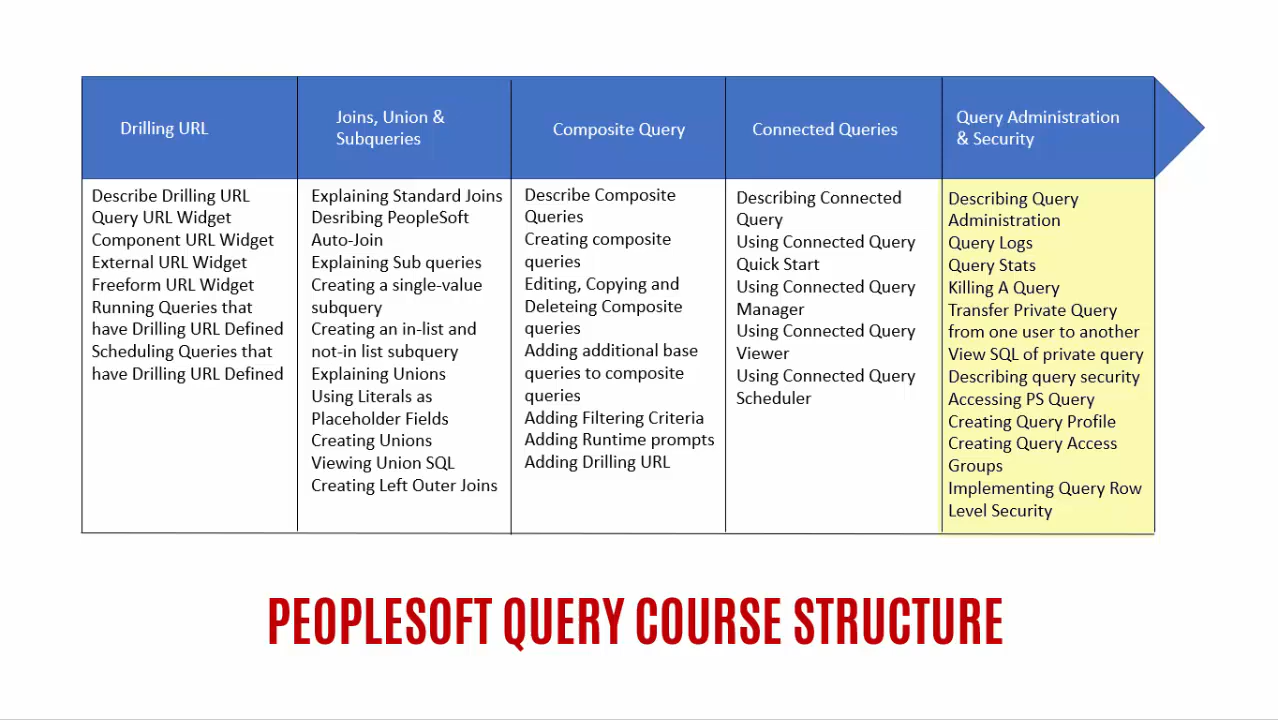 Drilling URL
Joins, Union &
Subqueries
Composite Query
Connected Queries
Query Administration
& Security
Describe Drilling URL
Query URL Widget
Component URL Widget
External URL Widget
Freeform URL Widget
Running Queries that
have Drilling URL Defined
Scheduling Queries that
have Drilling URL Defined
Explaining Standard Joins
Desribing PeopleSoft
Auto-Join
Explaining Sub queries
Creating a single-value
subquery
Creating an in-list and
not-in list subquery
Explaining Unions
Using Literals as
Placeholder Fields
Creating Unions
Viewing Union SQL
Creating Left Outer Joins
Describe Composite
Queries
Creating composite
queries
Editing, Copying and
Deleteing Composite
queries
Adding additional base
queries to composite
queries
Adding Filtering Criteria
Adding Runtime prompts
Adding Drilling URL
Describing Connected
Query
Using Connected Query
Quick Start
Using Connected Query
Manager
Using Connected Query
Viewer
Using Connected Query
Scheduler
Describing Query
Administration
Query Logs
Query Stats
Killing A Query
Transfer Private Query
from one user to another
View SQL of private query
Describing query security
Accessing PS Query
Creating Query Profile
Creating Query Access
Groups
Implementing Query Row
Level Security
PEOPLESOFT QUERY COURSE STRUCTURE